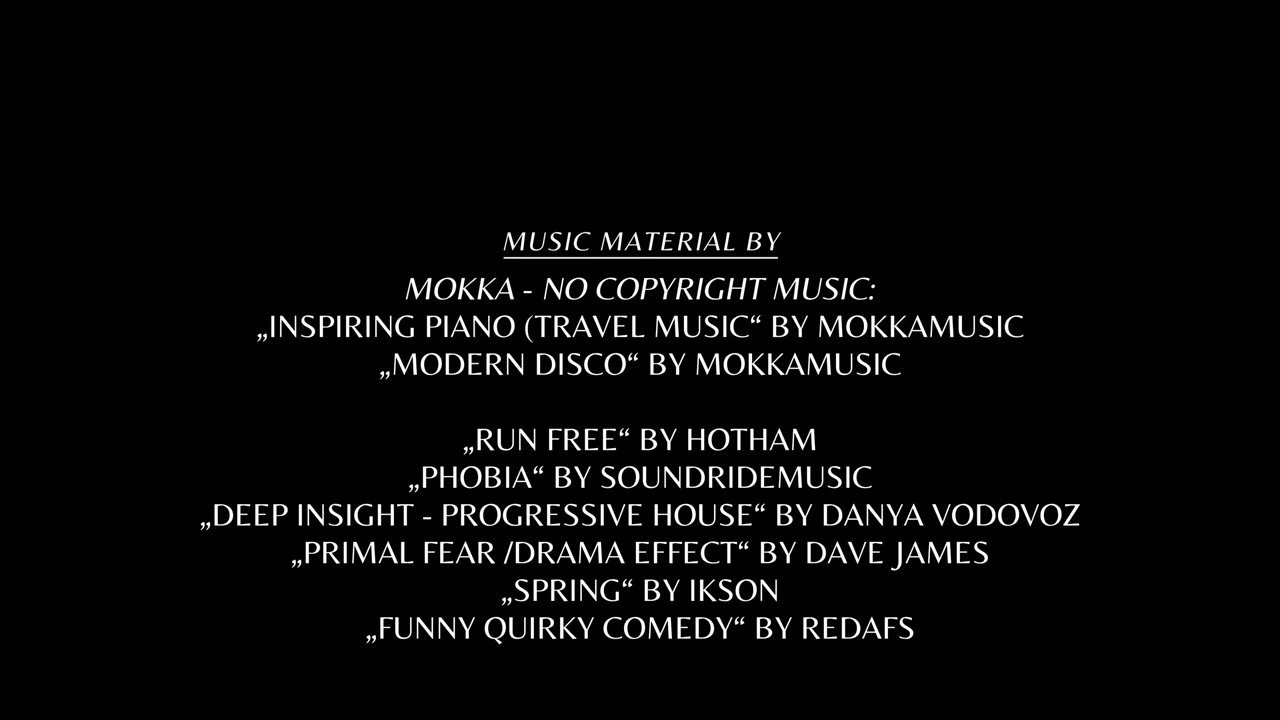 MUSIC MATERIAL BY
MOKKA - NO COPYRIGHT MUSIC:
„INSPIRING PIANO (TRAVEL MUSIC“ BY MOKKAMUSIC
„MODERN DISCO“ BY MOKKAMUSIC
„RUN FREE“ BY HOTHAM
„PHOBIA“ BY SOUNDRIDEMUSIC
„DEEP INSIGHT - PROGRESSIVE HOUSE“ BY DANYA VODOVOZ
„PRIMAL FEAR /DRAMA EFFECT“ BY DAVE JAMES
„SPRING“ BY IKSON
„FUNNY QUIRKY COMEDY“ BY REDAFS